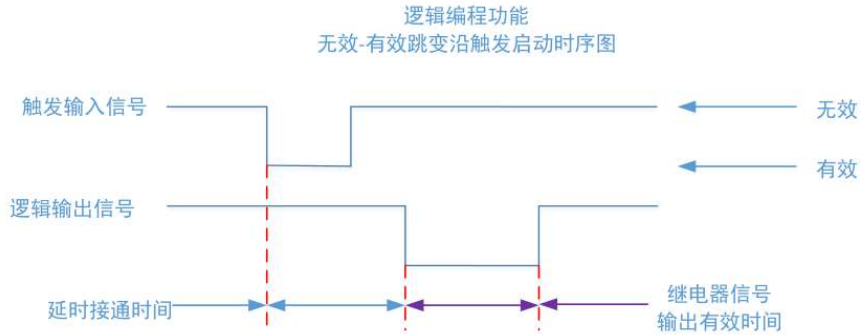 逻辑编程功能
无效-有效跳变沿触发启动时序图
触发输入信号
无效
有效
逻辑输出信号
延时接通时间
继电器信号
输出有效时间